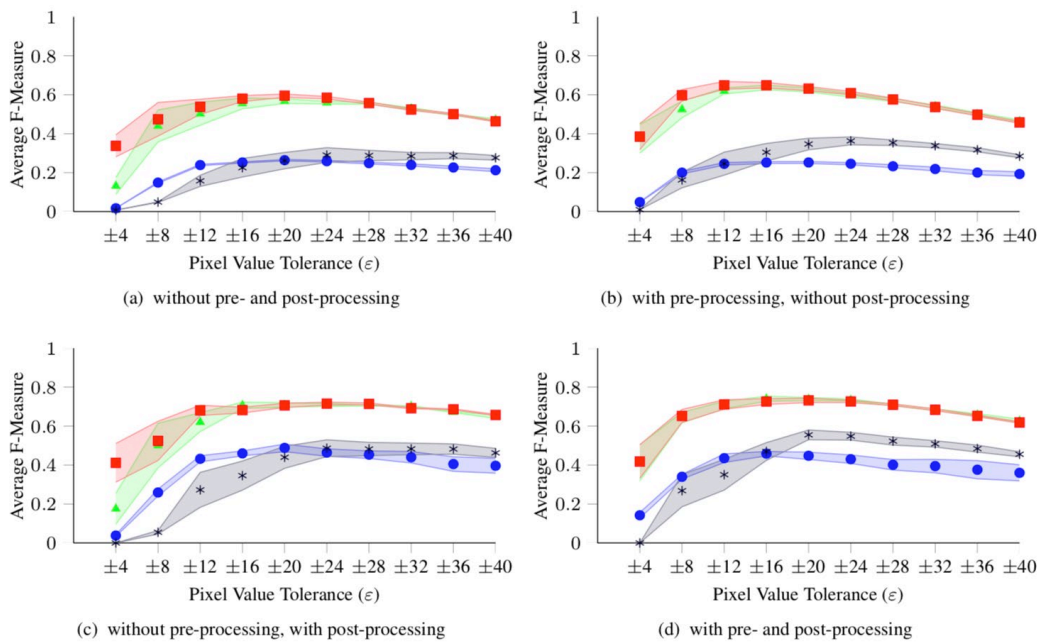 1
0.8
0.6
0.4
0.2
0
Average F-Measure
±4 ±8 ±12 ±16 ±20 ±24 ±28 ±32 ±36 ±40
Pixel Value Tolerance (ε)
(a) without pre- and post-processing
1
0.8
0.6
0.4
0.2
0
Average F-Measure
±4 ±8 ±12 ±16 ±20 ±24 ±28 ±32 ±36 ±40
Pixel Value Tolerance (ε)
(b) with pre-processing, without post-processing
1
0.8
0.6
0.4
0.2
0
Average F-Measure
±4 ±8 ±12 ±16 ±20 ±24 ±28 ±32 ±36 ±40
Pixel Value Tolerance (ε)
(c) without pre-processing, with post-processing
1
0.8
0.6
0.4
0.2
0
Average F-Measure
±4 ±8 ±12 ±16 ±20 ±24 ±28 ±32 ±36 ±40
Pixel Value Tolerance (ε)
(d) with pre- and post-processing